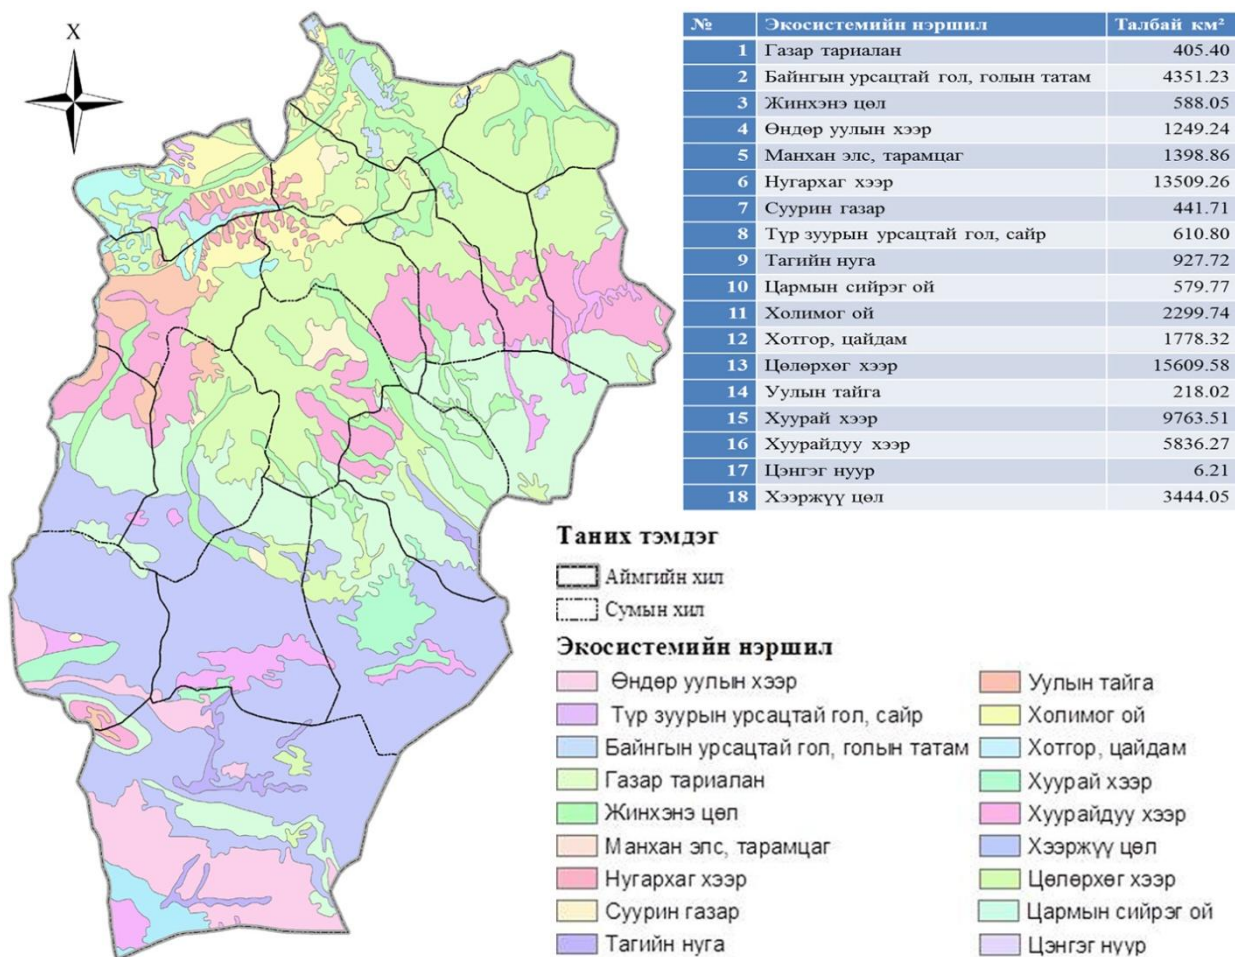 X
№ Экосистемийн нэршил Талбай км²
1 Газар тариалан 405.40
2 Байнгын урсацтай гол, голын татам 4351.23
3 Жинхэнэ цөл 588.05
4 Өндөр уулын хээр 1249.24
5 Манхан элс, тарамцаг 1398.86
6 Нугархаг хээр 13509.26
7 Суурин газар 441.71
8 Түр зуурын урсацтай гол, сайр 610.80
9 Тагийн нуга 927.72
10 Цармын сийрэг ой 579.77
11 Холимог ой 2299.74
12 Хотгор, цайдам 1778.32
13 Цөлөрхөг хээр 15609.58
14 Уулын тайга 218.02
15 Хуурай хээр 9763.51
16 Хуурайдуу хээр 5836.27
17 Цэнгэг нуур 6.21
18 Хээржүү цөл 3444.05
Таних тэмдэг
Аймгийн хил
Сумын хил
Экосистемийн нэршил
Өндөр уулын хээр
Түр зуурын урсацтай гол, сайр
Байнгын урсацтай гол, голын татам
Газар тариалан
Жинхэнэ цөл
Манхан элс, тарамцаг
Нугархаг хээр
Суурин газар
Тагийн нуга
Уулын тайга
Холимог ой
Хотгор, цайдам
Хуурай хээр
Хуурайдуу хээр
Хээржүү цөл
Цөлөрхөг хээр
Цармын сийрэг ой
Цэнгэг нуур